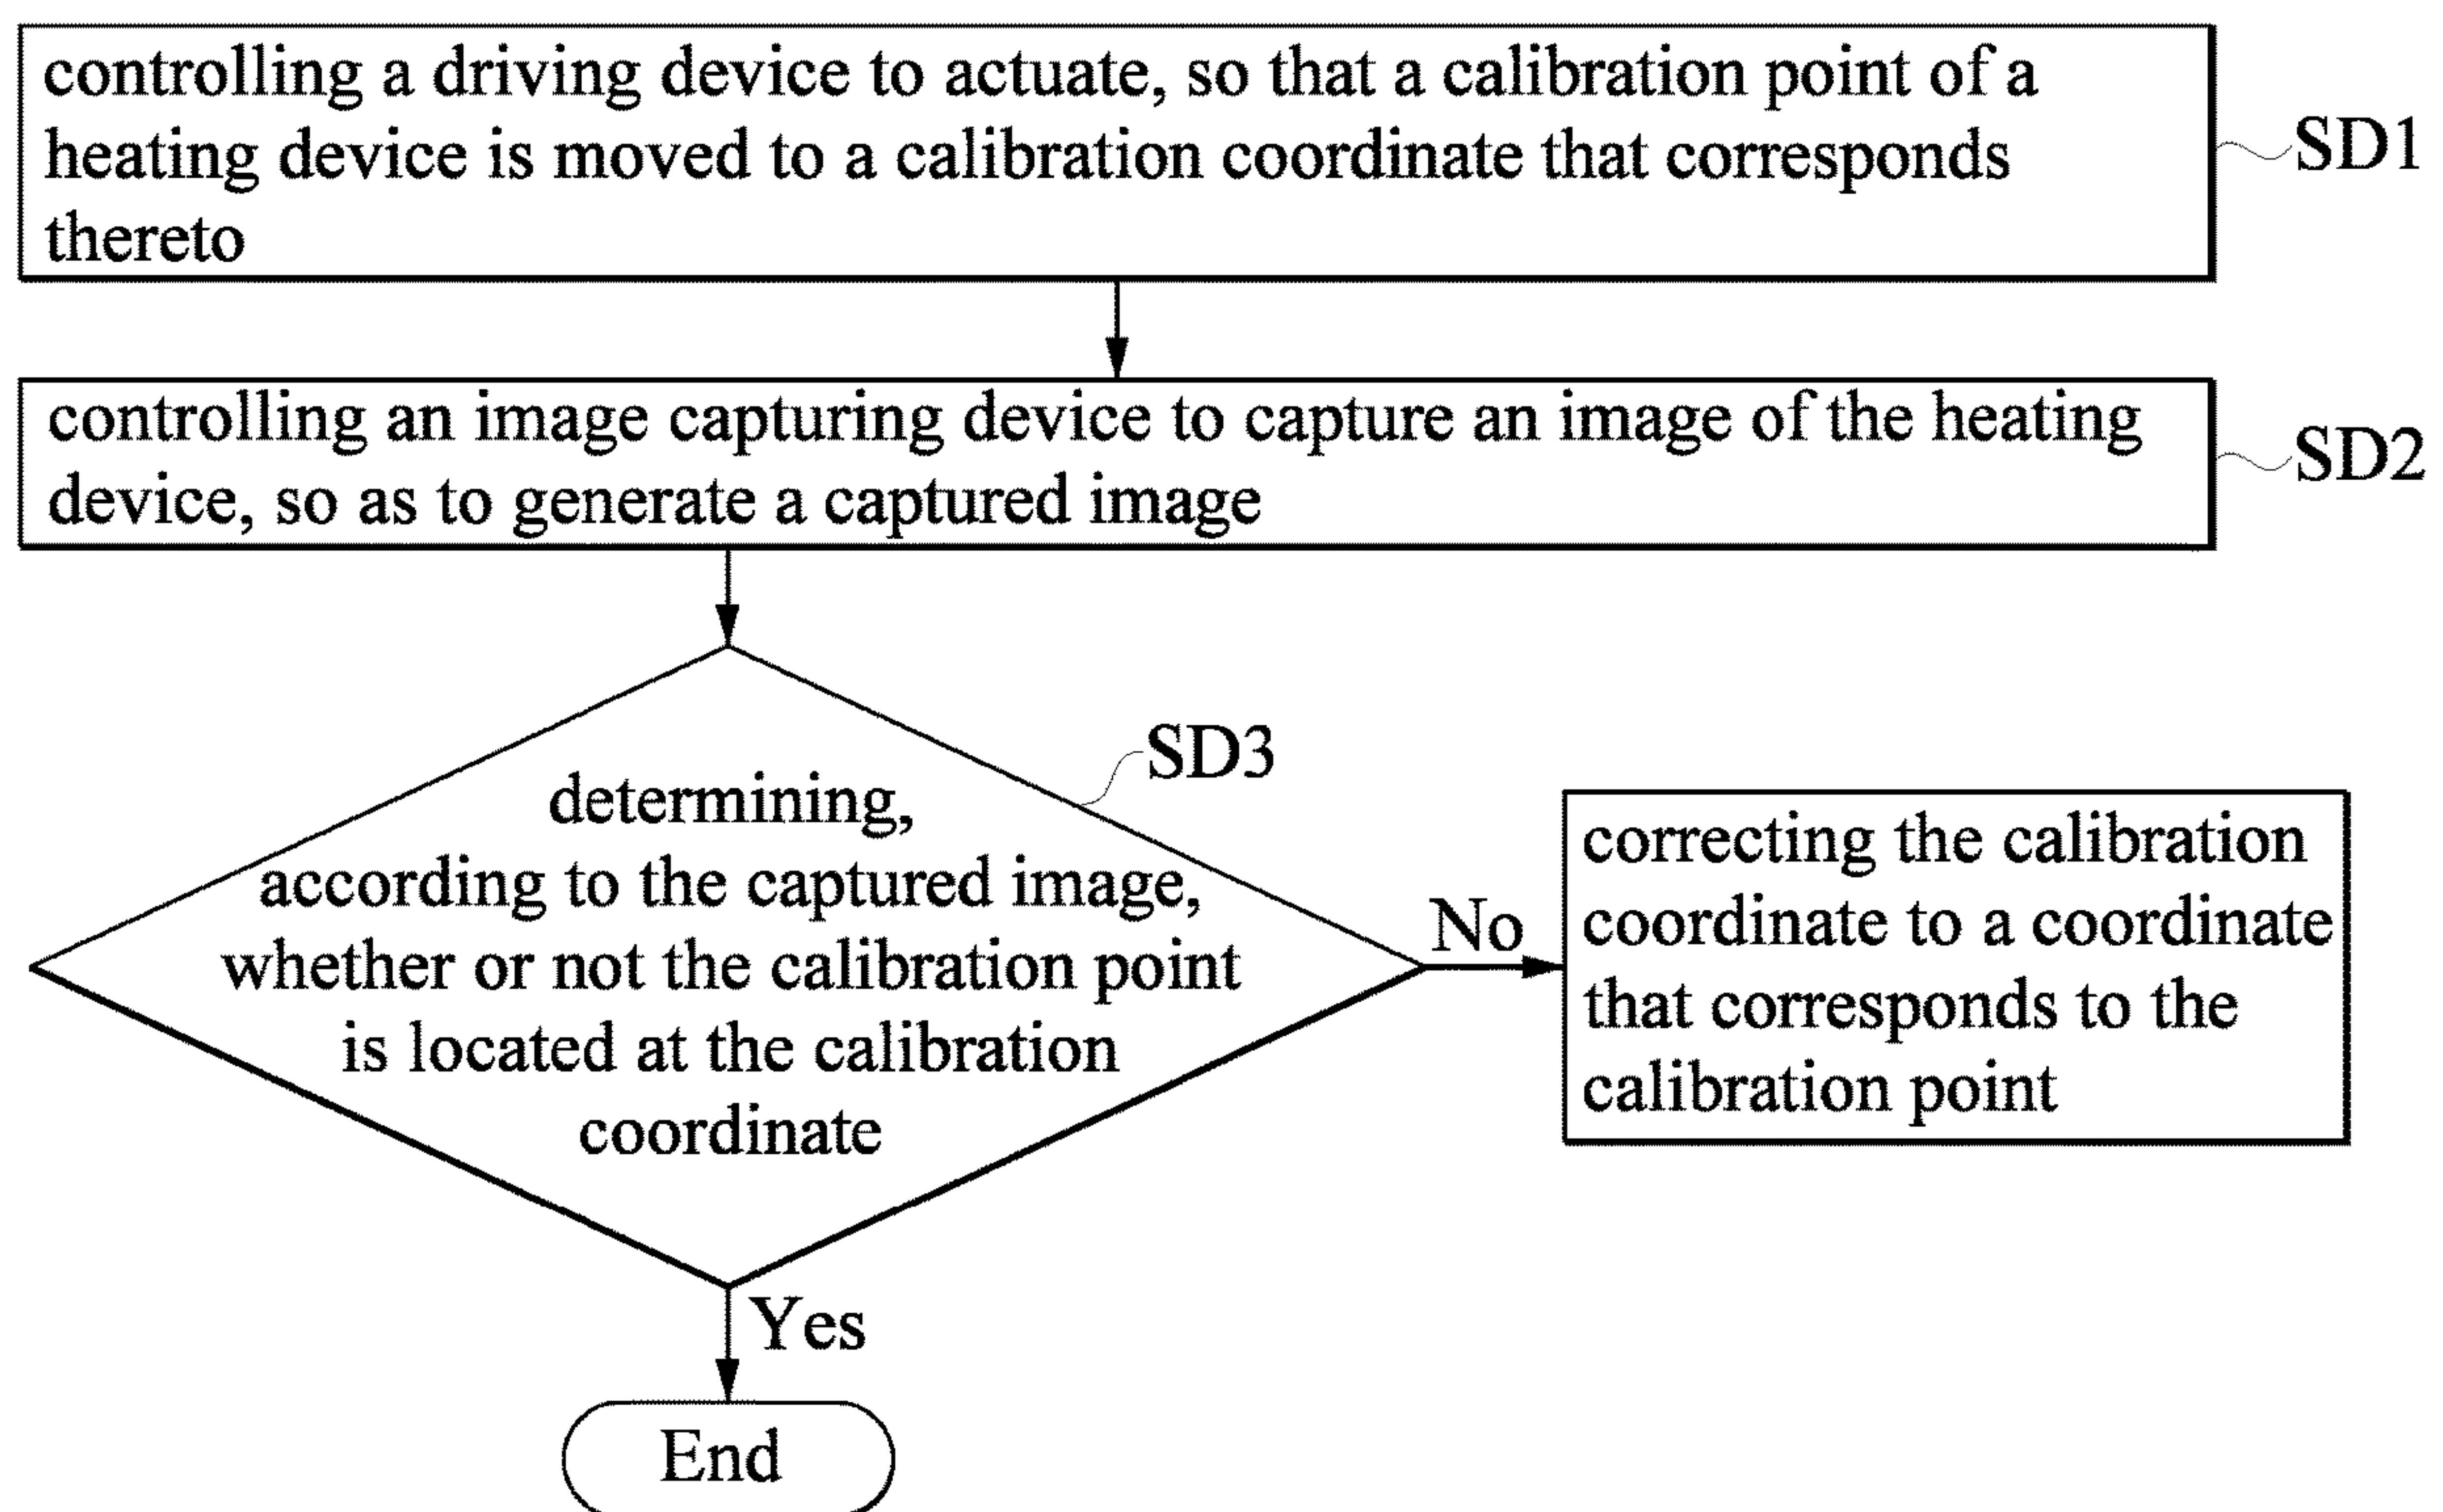 controlling a driving device to actuate, so that a calibration point of a
heating device is moved to a calibration coordinate that corresponds
thereto
SD1
controlling an image capturing device to capture an image of the heating
device, so as to generate a captured image
SD2
SD3
determining,
according to the captured image,
whether or not the calibration point
is located at the calibration
coordinate
No
correcting the calibration
coordinate to a coordinate
that corresponds to the
calibration point
Yes
End